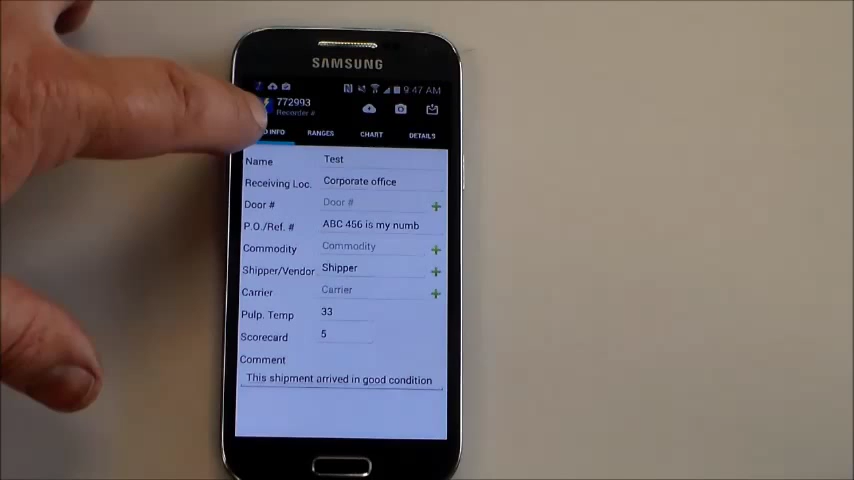 SAMSUNG
9:47 AM
772993
Recorder #
INFO RANGES CHART DETAILS
Name Test
Receiving Loc. Corporate office
Door # Door #
P.O./Ref. # ABC 456 is my numb
Commodity Commodity
Shipper/Vendor Shipper
Carrier Carrier
Pulp. Temp 33
Scorecard 5
Comment
This shipment arrived in good condition